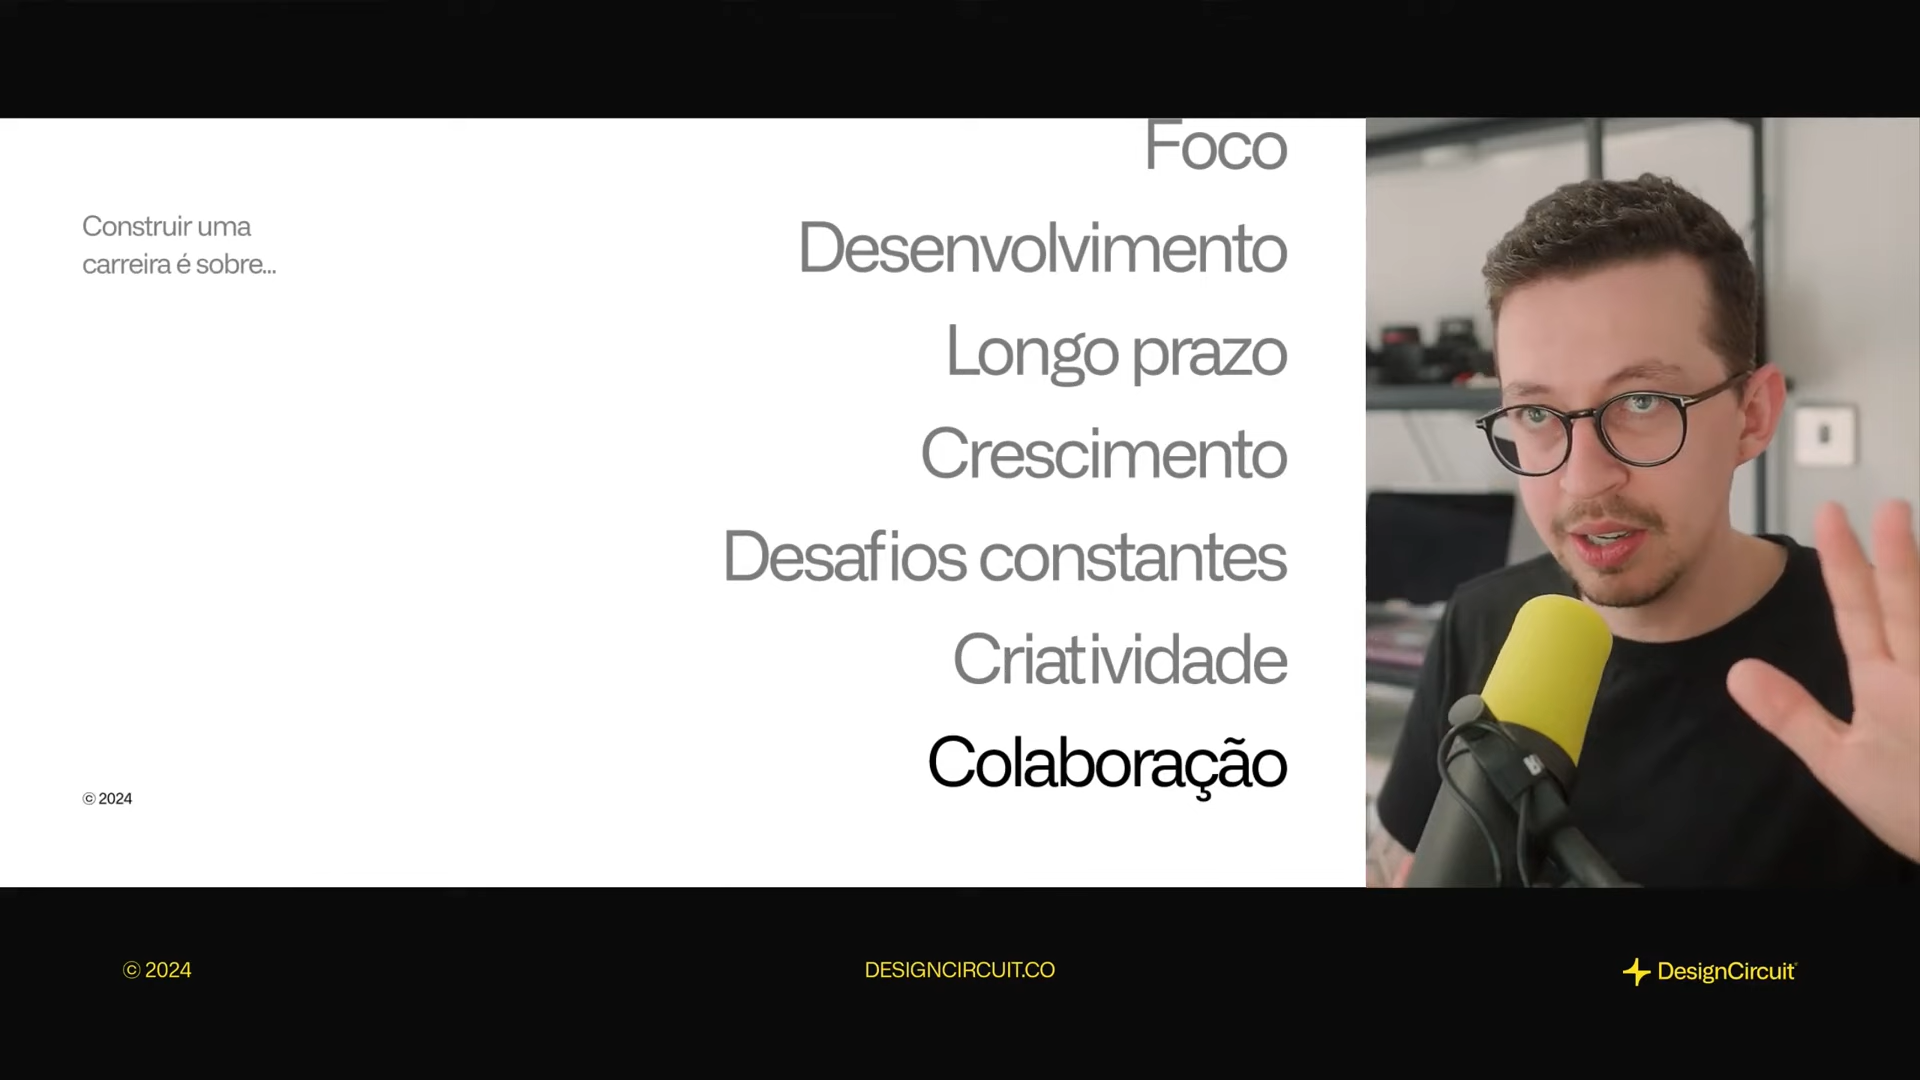 Construir uma
carreira é sobre...
Foco
Desenvolvimento
Longo prazo
Crescimento
Desafios constantes
Criatividade
Colaboração
© 2024
© 2024
DESIGNCIRCUIT.CO
DesignCircuit